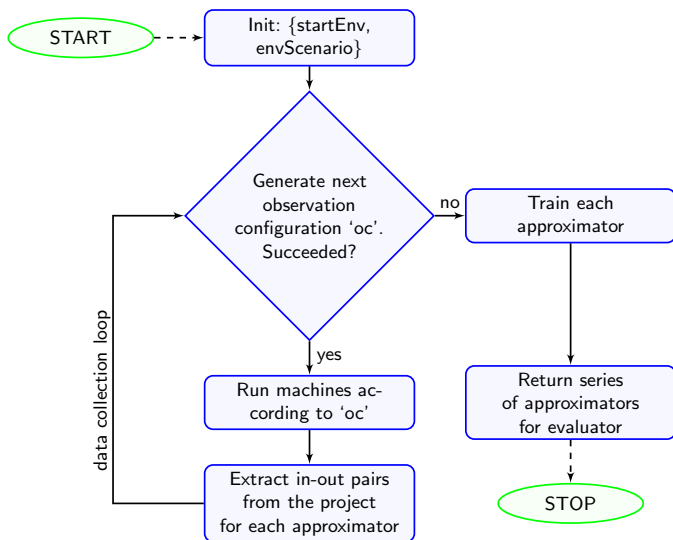 START
Init: {startEnv,
envScenario}
Generate next
observation
configuration ‘oc’.
Succeeded?
no
Train each
approximator
data collection loop
yes
Run machines ac-
cording to ‘oc’
Return series
of approximators
for evaluator
Extract in-out pairs
from the project
for each approximator
STOP